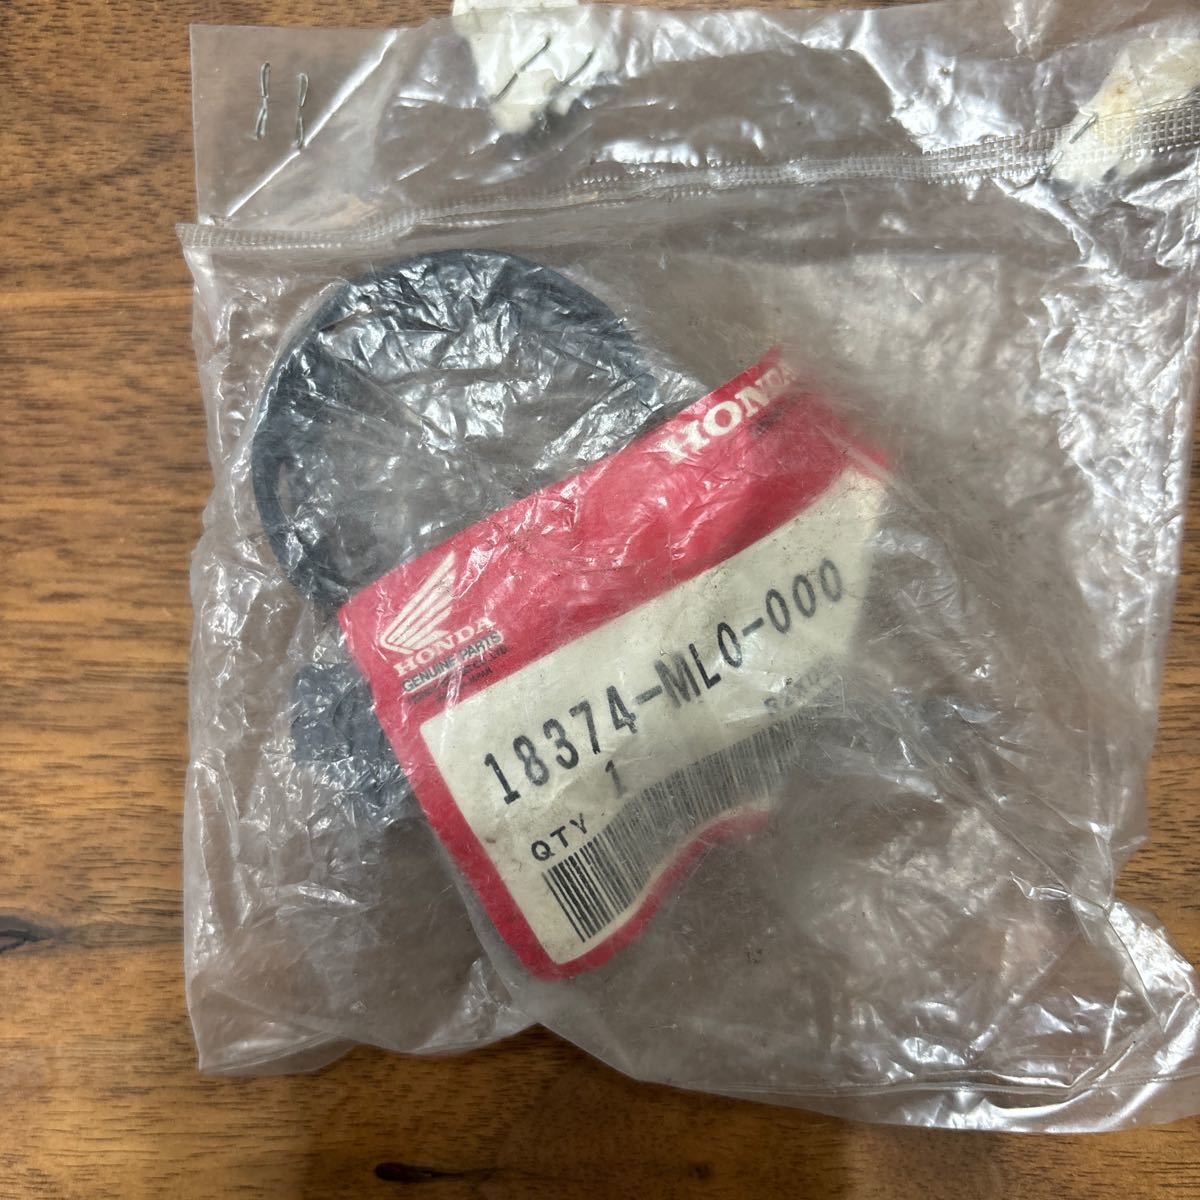 HONDA
HONDA
GENUINE PARTS
18374-ML0-000
QTY 1